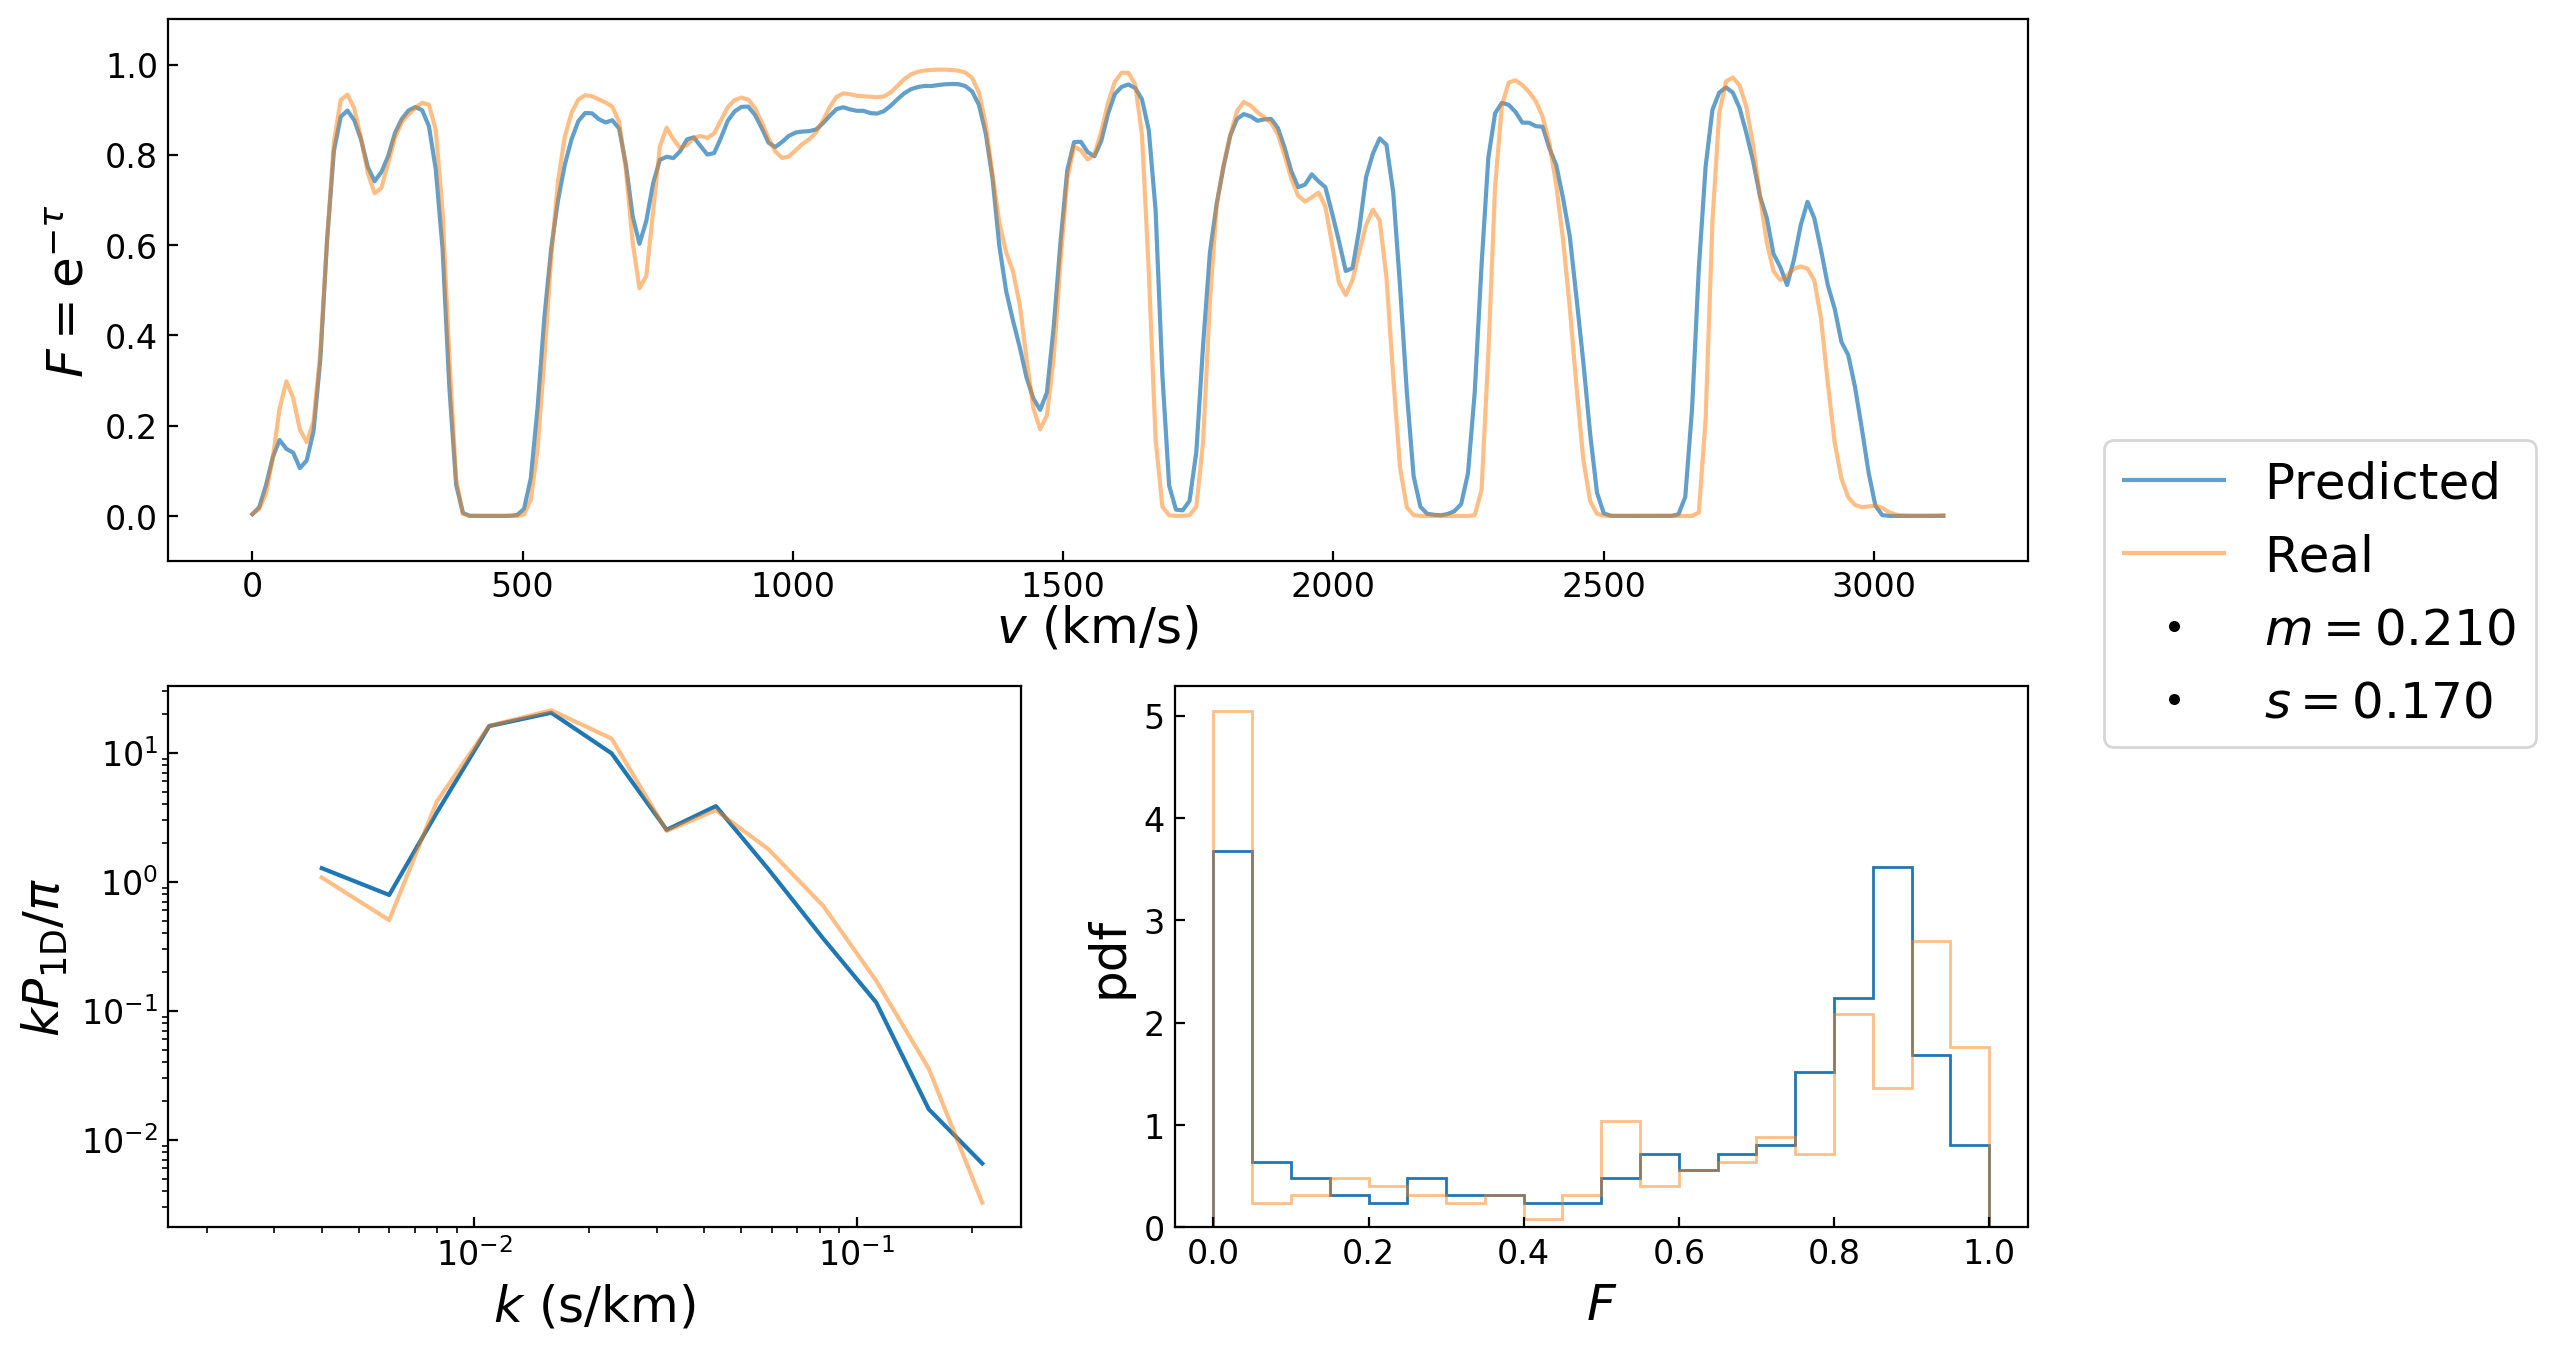 F = e^{−τ}
1.0
0.8
0.6
0.4
0.2
0.0
0 500 1000 1500 2000 2500 3000
v (km/s)
Predicted
Real
m = 0.210
s = 0.170
kP_{1D}/π
10^1
10^0
10^{−1}
10^{−2}
10^{−2} 10^{−1}
k (s/km)
pdf
5
4
3
2
1
0
0.0 0.2 0.4 0.6 0.8 1.0
F